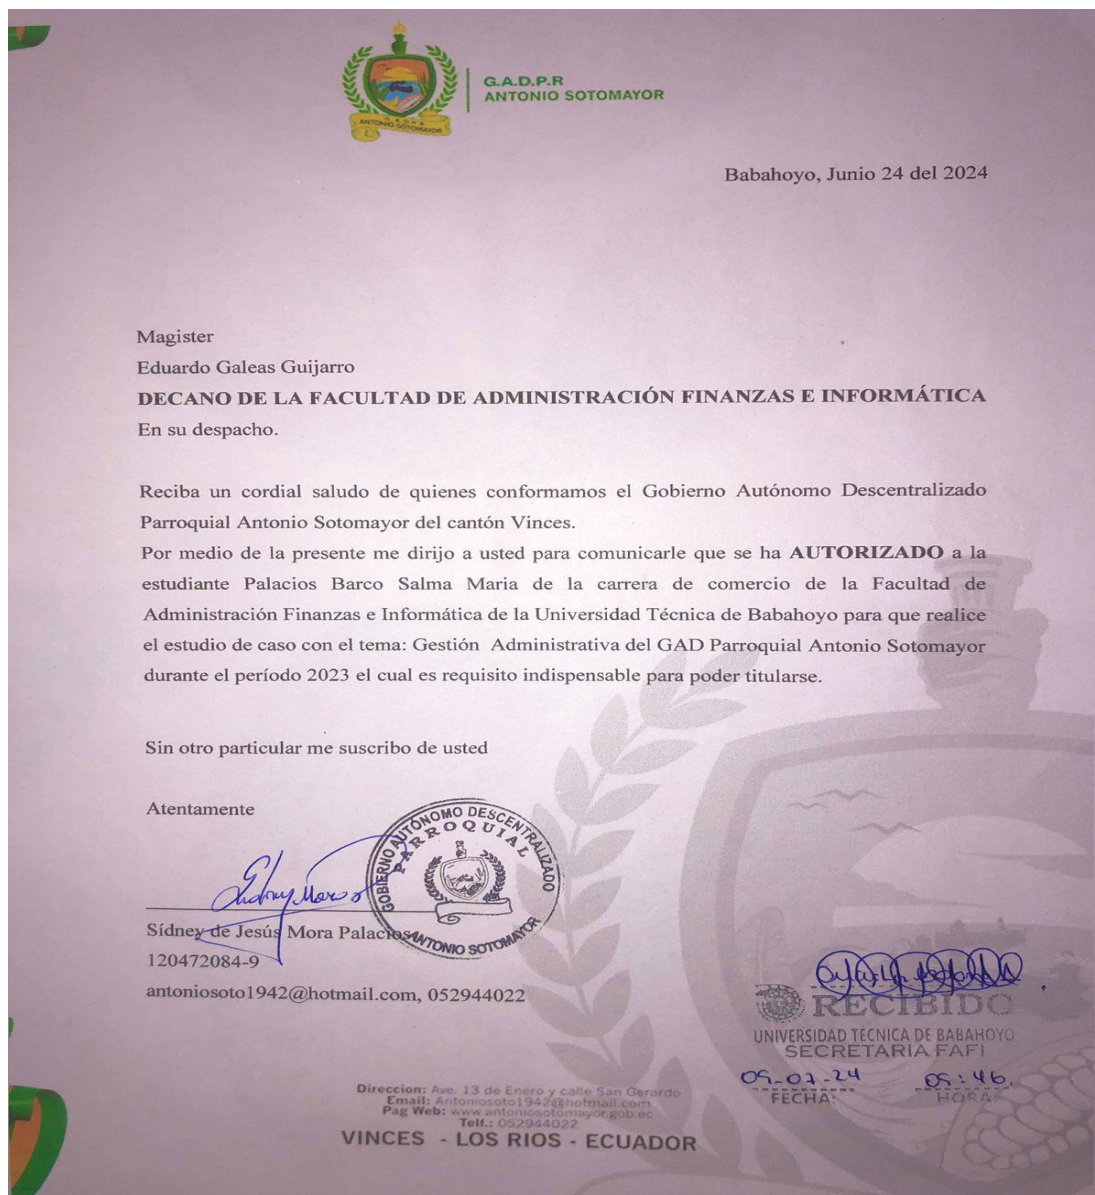 G.A.D.P.R
ANTONIO SOTOMAYOR
G.A.D.P.R
ANTONIO SOTOMAYOR
Babahoyo, Junio 24 del 2024
Magister
Eduardo Galeas Guijarro
DECANO DE LA FACULTAD DE ADMINISTRACIÓN FINANZAS E INFORMÁTICA
En su despacho.
Reciba un cordial saludo de quienes conformamos el Gobierno Autónomo Descentralizado
Parroquial Antonio Sotomayor del cantón Vinces.
Por medio de la presente me dirijo a usted para comunicarle que se ha AUTORIZADO a la
estudiante Palacios Barco Salma Maria de la carrera de comercio de la Facultad de
Administración Finanzas e Informática de la Universidad Técnica de Babahoyo para que realice
el estudio de caso con el tema: Gestión Administrativa del GAD Parroquial Antonio Sotomayor
durante el período 2023 el cual es requisito indispensable para poder titularse.
Sin otro particular me suscribo de usted
Atentamente
GOBIERNO AUTÓNOMO DESCENTRALIZADO
PARROQUIAL
ANTONIO SOTOMAYOR
Sidney Mora
Sídney de Jesús Mora Palacios
120472084-9
antoniosoto1942@hotmail.com, 052944022
RECIBIDO
UNIVERSIDAD TÉCNICA DE BABAHOYO
SECRETARIA FAFI
09-07-24 09:46.
FECHA: HORA:
Direccion: Ave. 13 de Enero y calle San Gerardo
Email: Antoniosoto1942@hotmail.com
Pag Web: www.antoniosotomayor.gob.ec
Telf.: 052944022
VINCES - LOS RIOS - ECUADOR